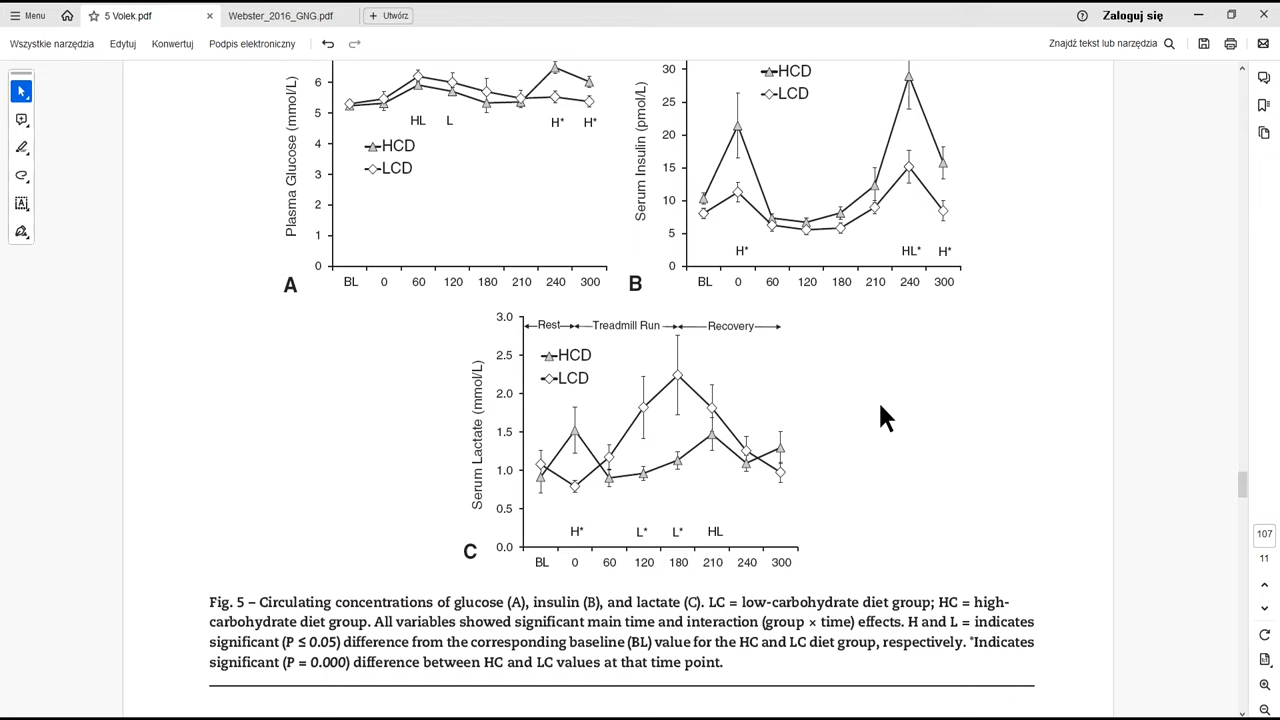 Menu
5 Volek.pdf
Webster_2016_GNG.pdf
Utwórz
Zaloguj się
Wszystkie narzędzia
Edytuj
Konwertuj
Podpis elektroniczny
Znajdź tekst lub narzędzia
Plasma Glucose (mmol/L)
6
5
4
3
2
1
0
HL L H* H*
HCD
LCD
BL 0 60 120 180 210 240 300
A
Serum Insulin (pmol/L)
30
25
20
15
10
5
0
HCD
LCD
H* HL* H*
BL 0 60 120 180 210 240 300
B
Serum Lactate (mmol/L)
3.0
2.5
2.0
1.5
1.0
0.5
0.0
Rest Treadmill Run Recovery
HCD
LCD
H* L* L* HL
BL 0 60 120 180 210 240 300
C
Fig. 5 – Circulating concentrations of glucose (A), insulin (B), and lactate (C). LC = low-carbohydrate diet group; HC = high-
carbohydrate diet group. All variables showed significant main time and interaction (group × time) effects. H and L = indicates
significant (P ≤ 0.05) difference from the corresponding baseline (BL) value for the HC and LC diet group, respectively. *Indicates
significant (P = 0.000) difference between HC and LC values at that time point.
107
11